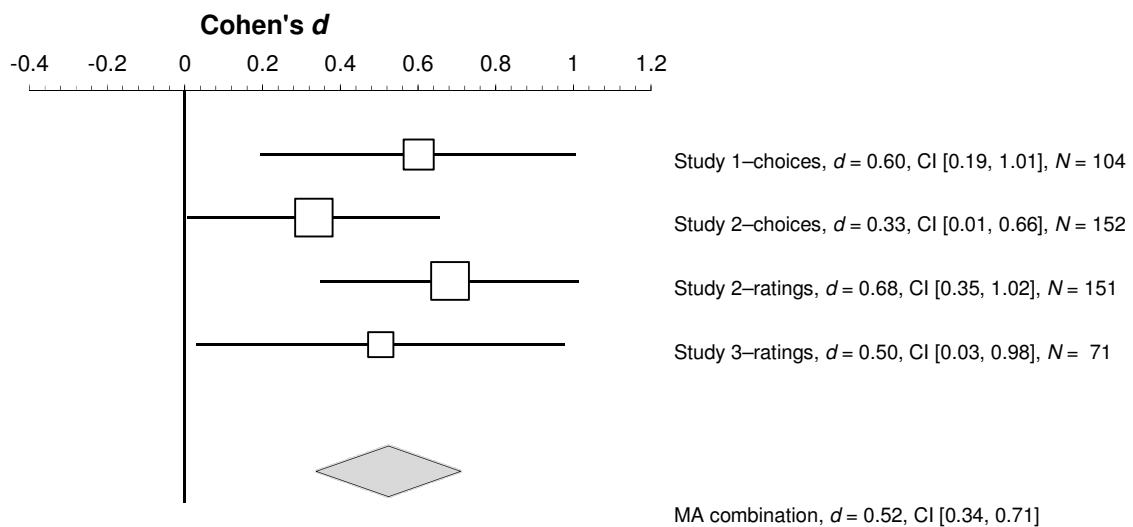 Cohen's d
-0.4 -0.2 0 0.2 0.4 0.6 0.8 1 1.2
Study 1–choices, d = 0.60, CI [0.19, 1.01], N = 104
Study 2–choices, d = 0.33, CI [0.01, 0.66], N = 152
Study 2–ratings, d = 0.68, CI [0.35, 1.02], N = 151
Study 3–ratings, d = 0.50, CI [0.03, 0.98], N = 71
MA combination, d = 0.52, CI [0.34, 0.71]